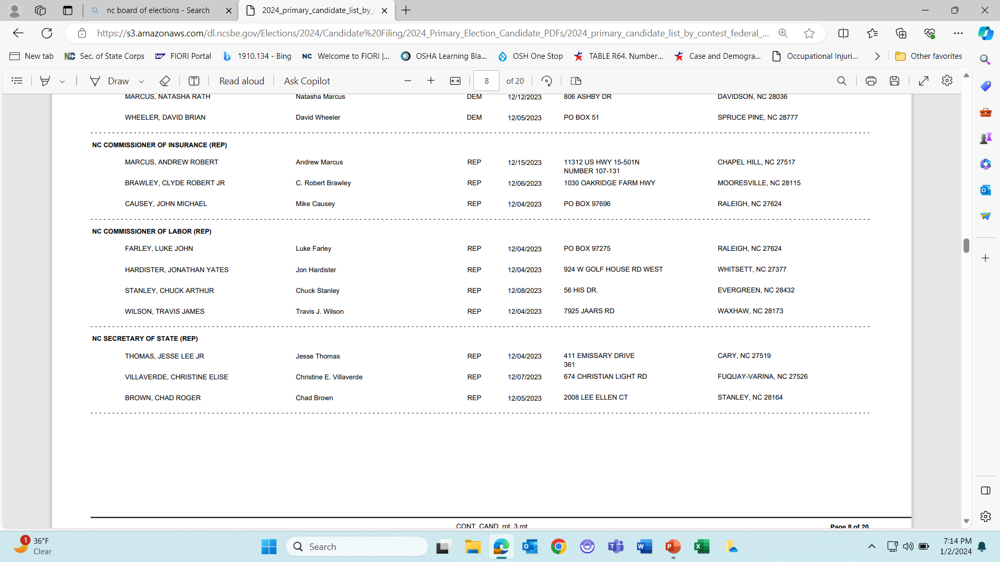 nc board of elections - Search
2024_primary_candidate_list_by_c
https://s3.amazonaws.com/dl.ncsbe.gov/Elections/2024/Candidate%20Filing/2024_Primary_Election_Candidate_PDFs/2024_primary_candidate_list_by_contest_federal_...
New tab Sec. of State Corps SAP FIORI Portal 1910.134 - Bing NC Welcome to FIORI |... OSHA Learning Bla... OSH One Stop TABLE R64. Number... Case and Demogra... Occupational Injuri... Other favorites
Draw Read aloud Ask Copilot 8 of 20
MARCUS, NATASHA RATH Natasha Marcus DEM 12/12/2023 806 ASHBY DR DAVIDSON, NC 28036
WHEELER, DAVID BRIAN David Wheeler DEM 12/05/2023 PO BOX 51 SPRUCE PINE, NC 28777
NC COMMISSIONER OF INSURANCE (REP)
MARCUS, ANDREW ROBERT Andrew Marcus REP 12/15/2023 11312 US HWY 15-501N CHAPEL HILL, NC 27517
NUMBER 107-131
BRAWLEY, CLYDE ROBERT JR C. Robert Brawley REP 12/06/2023 1030 OAKRIDGE FARM HWY MOORESVILLE, NC 28115
CAUSEY, JOHN MICHAEL Mike Causey REP 12/04/2023 PO BOX 97696 RALEIGH, NC 27624
NC COMMISSIONER OF LABOR (REP)
FARLEY, LUKE JOHN Luke Farley REP 12/04/2023 PO BOX 97275 RALEIGH, NC 27624
HARDISTER, JONATHAN YATES Jon Hardister REP 12/04/2023 924 W GOLF HOUSE RD WEST WHITSETT, NC 27377
STANLEY, CHUCK ARTHUR Chuck Stanley REP 12/08/2023 56 HIS DR. EVERGREEN, NC 28432
WILSON, TRAVIS JAMES Travis J. Wilson REP 12/04/2023 7925 JAARS RD WAXHAW, NC 28173
NC SECRETARY OF STATE (REP)
THOMAS, JESSE LEE JR Jesse Thomas REP 12/04/2023 411 EMISSARY DRIVE CARY, NC 27519
361
VILLAVERDE, CHRISTINE ELISE Christine E. Villaverde REP 12/07/2023 674 CHRISTIAN LIGHT RD FUQUAY-VARINA, NC 27526
BROWN, CHAD ROGER Chad Brown REP 12/05/2023 2008 LEE ELLEN CT STANLEY, NC 28164
CONT_CAND_rpt_3.rpt Page 8 of 20
1 36°F
Clear
Search
7:14 PM
1/2/2024